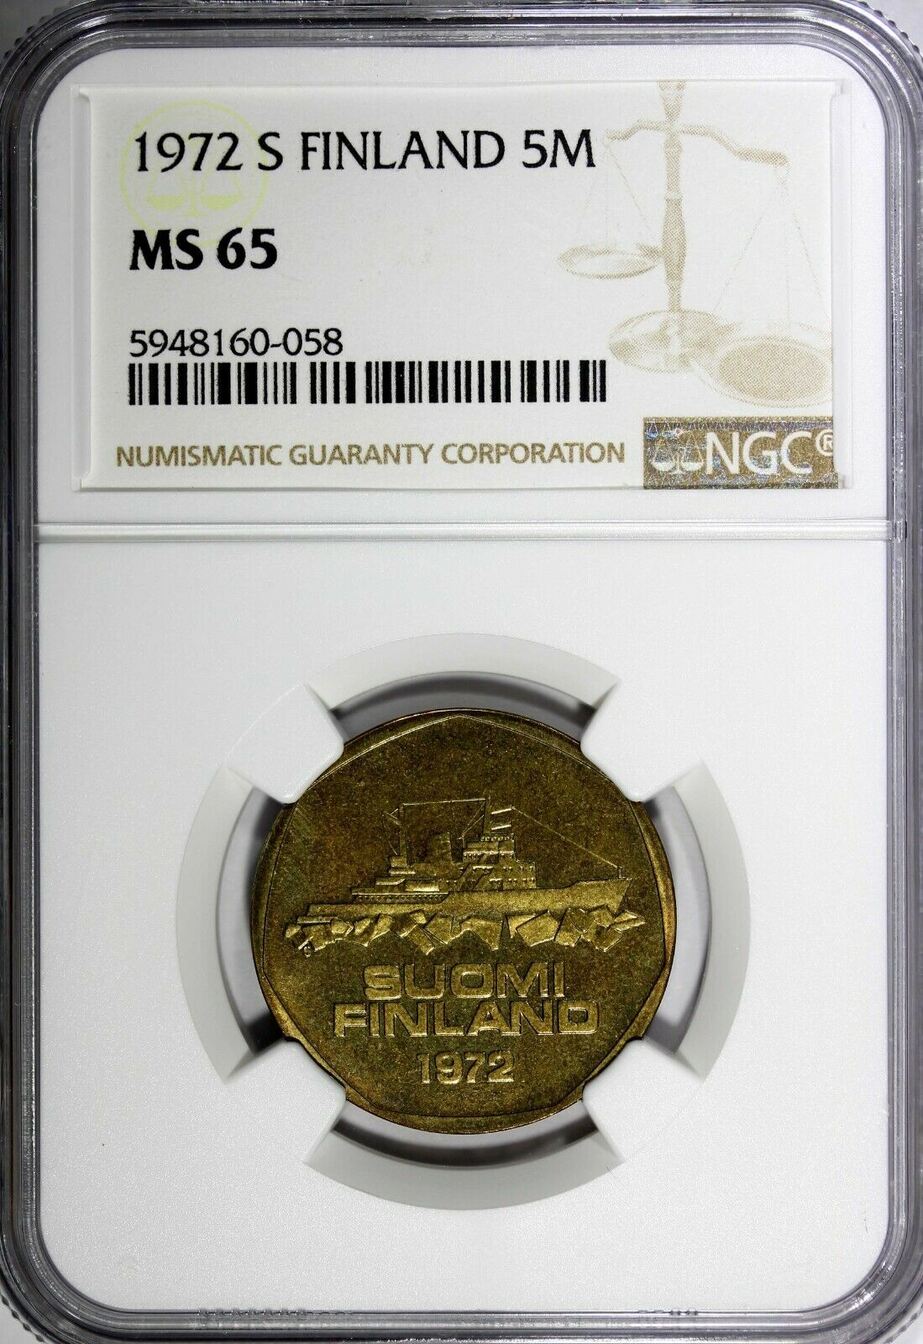 1972 S FINLAND 5M
MS 65
5948160-058
NUMISMATIC GUARANTY CORPORATION
NGC®
SUOMI
FINLAND
1972